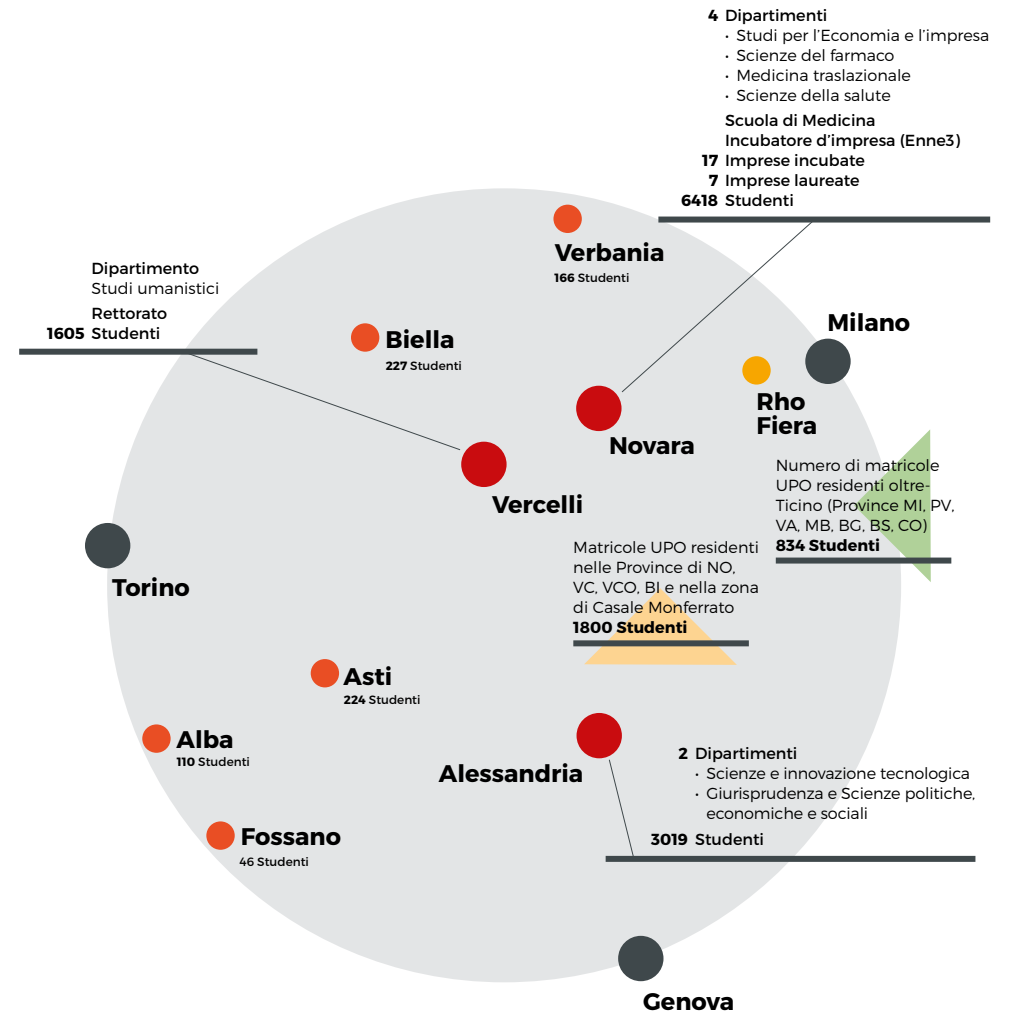 4 Dipartimenti
· Studi per l’Economia e l’impresa
· Scienze del farmaco
· Medicina traslazionale
· Scienze della salute
Scuola di Medicina
Incubatore d’impresa (Enne3)
17 Imprese incubate
7 Imprese laureate
6418 Studenti
Verbania
166 Studenti
Dipartimento
Studi umanistici
Rettorato
1605 Studenti
Biella
227 Studenti
Milano
Rho
Fiera
Novara
Vercelli
Numero di matricole
UPO residenti oltre-
Ticino (Province MI, PV,
VA, MB, BG, BS, CO)
834 Studenti
Matricole UPO residenti
nelle Province di NO,
VC, VCO, BI e nella zona
di Casale Monferrato
1800 Studenti
Torino
Asti
224 Studenti
Alba
110 Studenti
Alessandria
2 Dipartimenti
· Scienze e innovazione tecnologica
· Giurisprudenza e Scienze politiche,
economiche e sociali
3019 Studenti
Fossano
46 Studenti
Genova